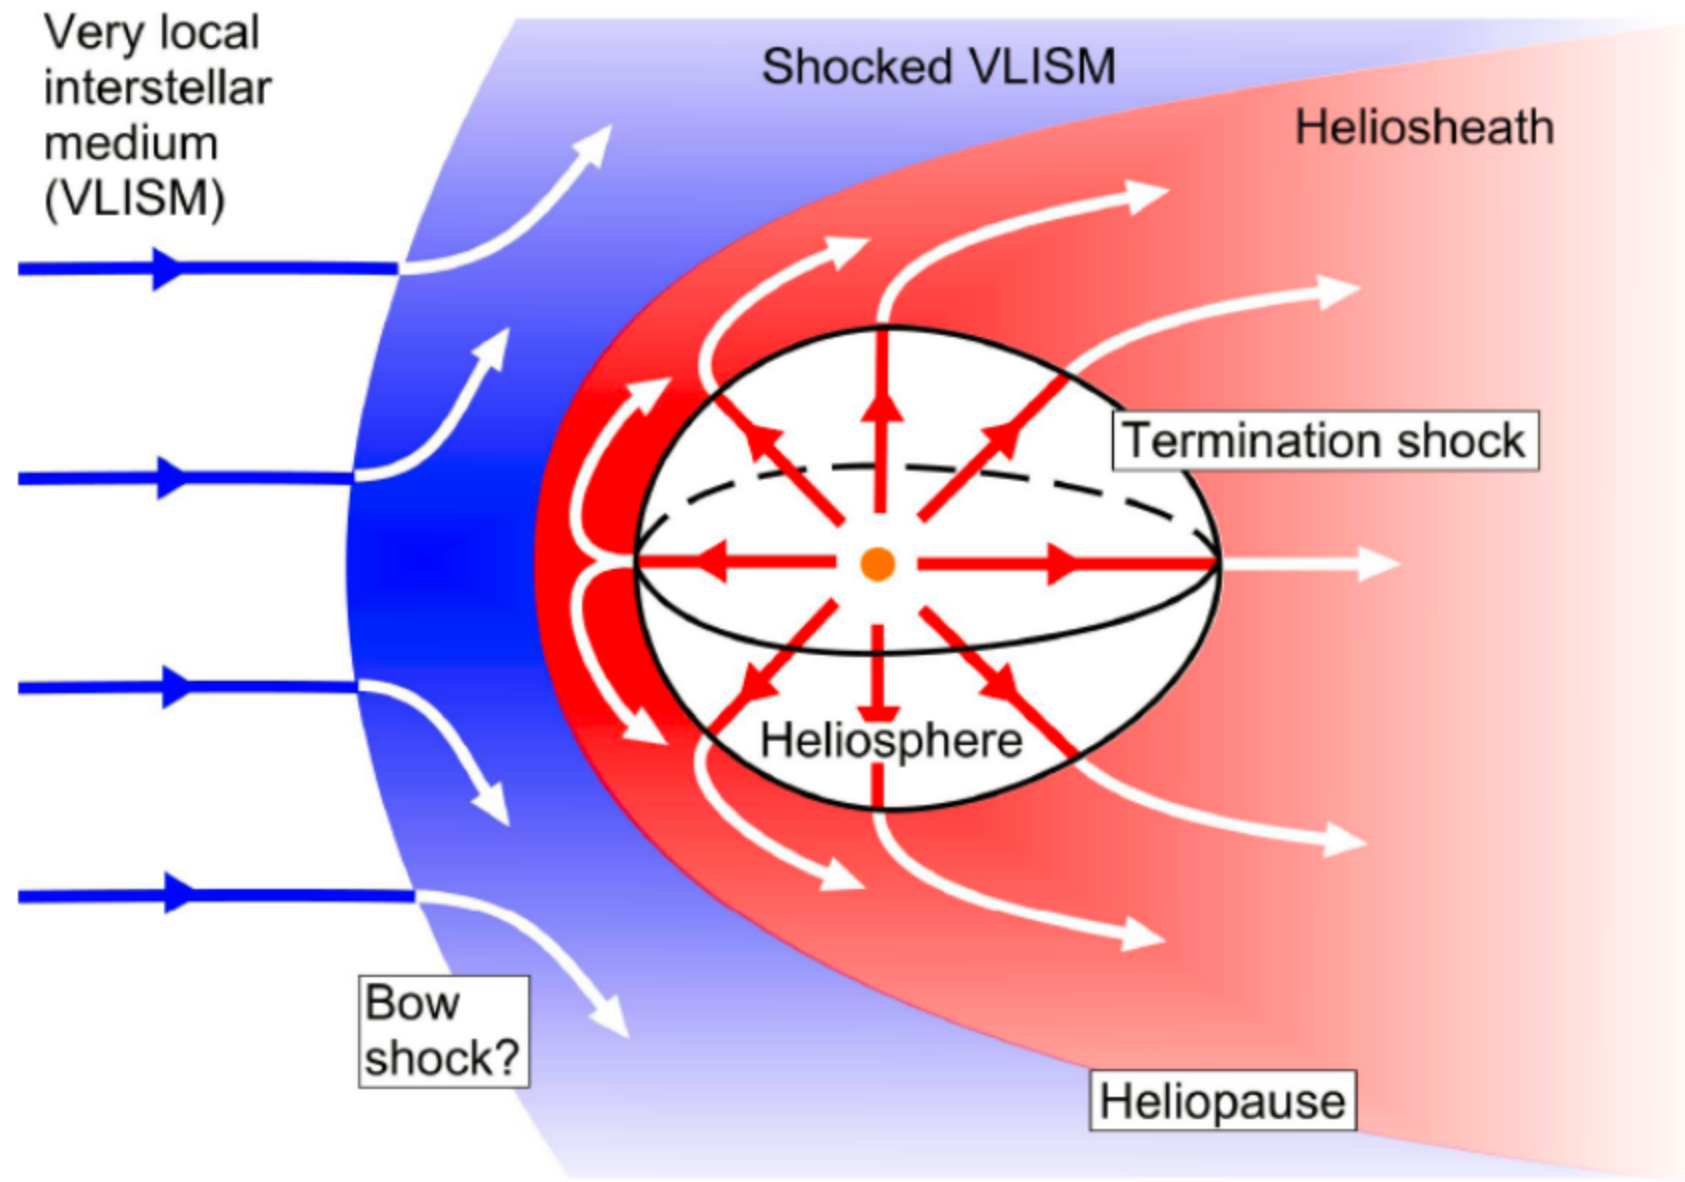 Very local
interstellar
medium
(VLISM)
Shocked VLISM
Heliosheath
Termination shock
Heliosphere
Bow
shock?
Heliopause